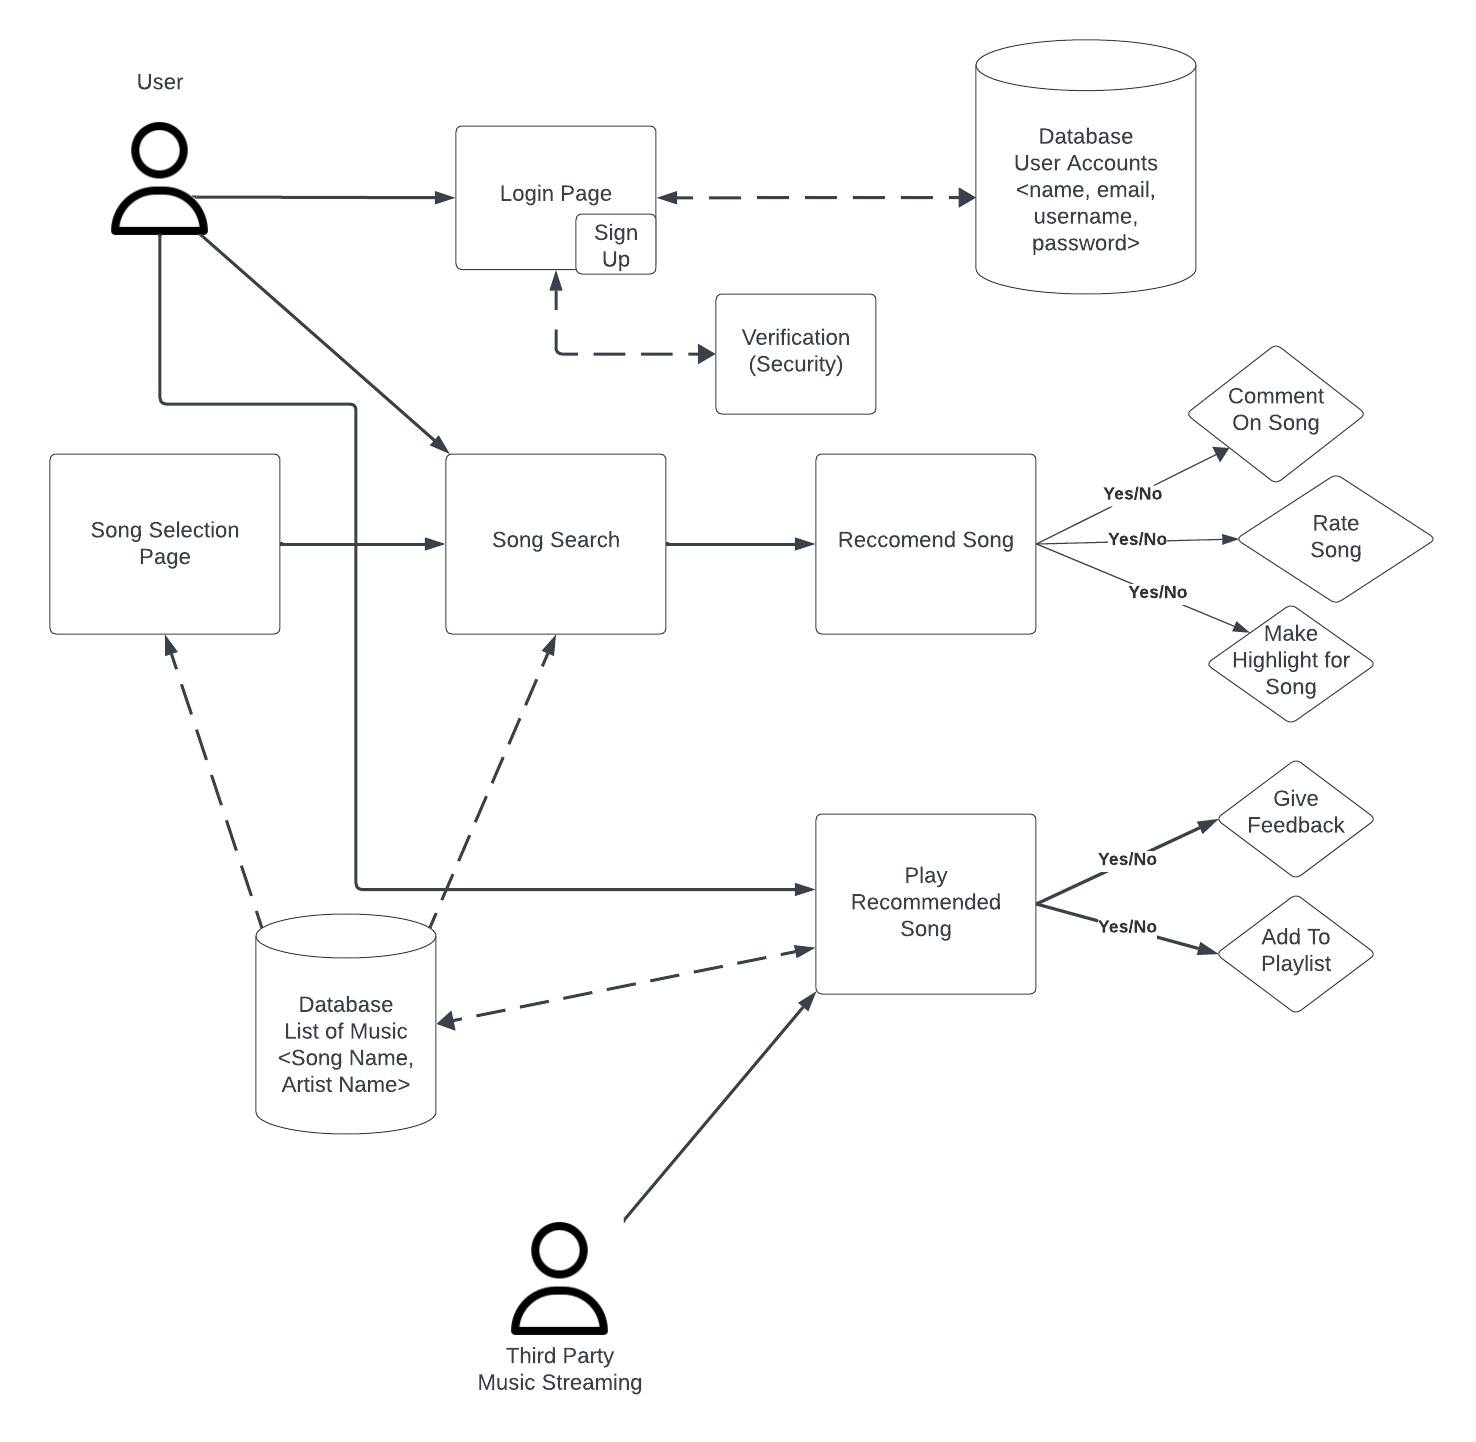 User
Login Page
Sign
Up
Database
User Accounts
<name, email,
username,
password>
Verification
(Security)
Song Selection
Page
Song Search
Reccomend Song
Yes/No
Yes/No
Yes/No
Comment
On Song
Rate
Song
Make
Highlight for
Song
Play
Recommended
Song
Yes/No
Yes/No
Give
Feedback
Add To
Playlist
Database
List of Music
<Song Name,
Artist Name>
Third Party
Music Streaming